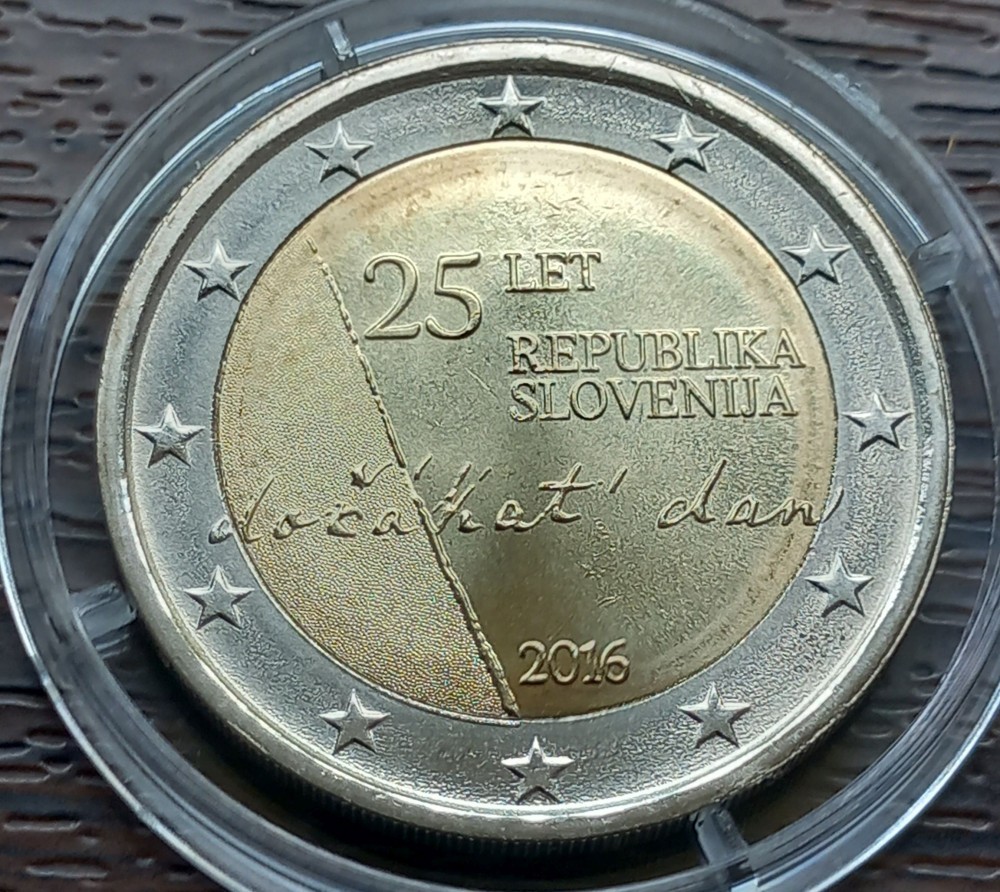 25 LET
REPUBLIKA
SLOVENIJA
dočakat' dan
2016